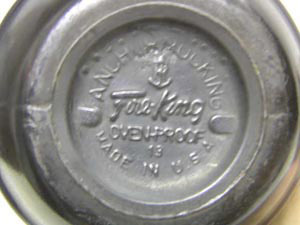 ANCHOR HOCKING
Fire-King
OVEN-PROOF
13
MADE IN U.S.A